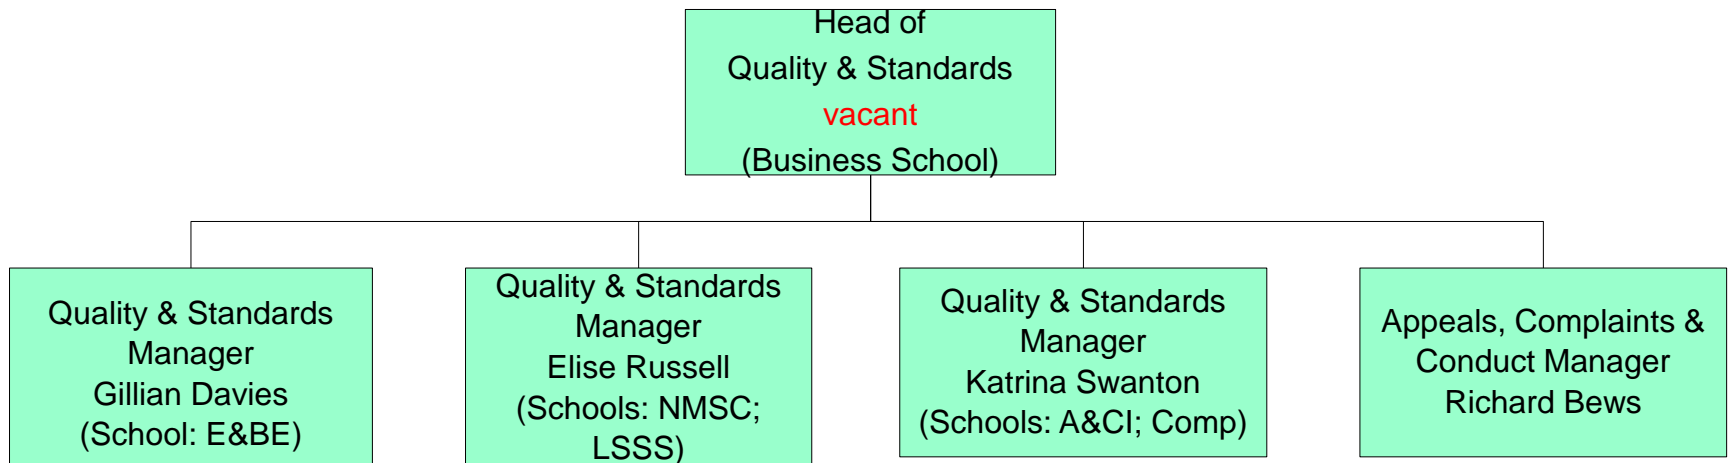 Head of
Quality & Standards
vacant
(Business School)
Quality & Standards
Manager
Gillian Davies
(School: E&BE)
Quality & Standards
Manager
Elise Russell
(Schools: NMSC;
LSSS)
Quality & Standards
Manager
Katrina Swanton
(Schools: A&CI; Comp)
Appeals, Complaints &
Conduct Manager
Richard Bews